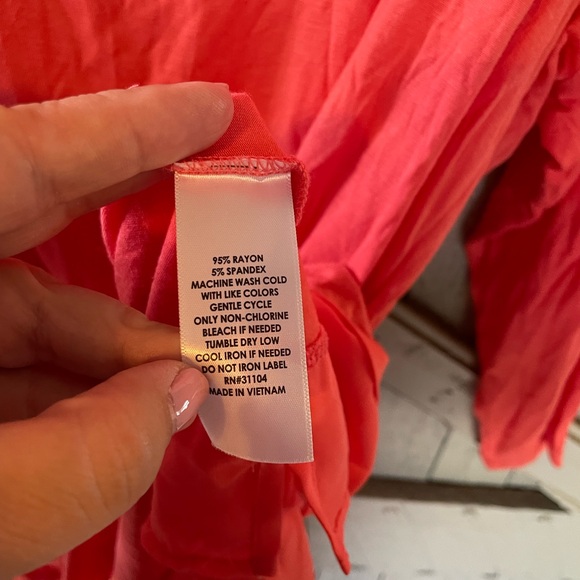 95% RAYON
5% SPANDEX
MACHINE WASH COLD
WITH LIKE COLORS
GENTLE CYCLE
ONLY NON-CHLORINE
BLEACH IF NEEDED
TUMBLE DRY LOW
COOL IRON IF NEEDED
DO NOT IRON LABEL
RN#31104
MADE IN VIETNAM